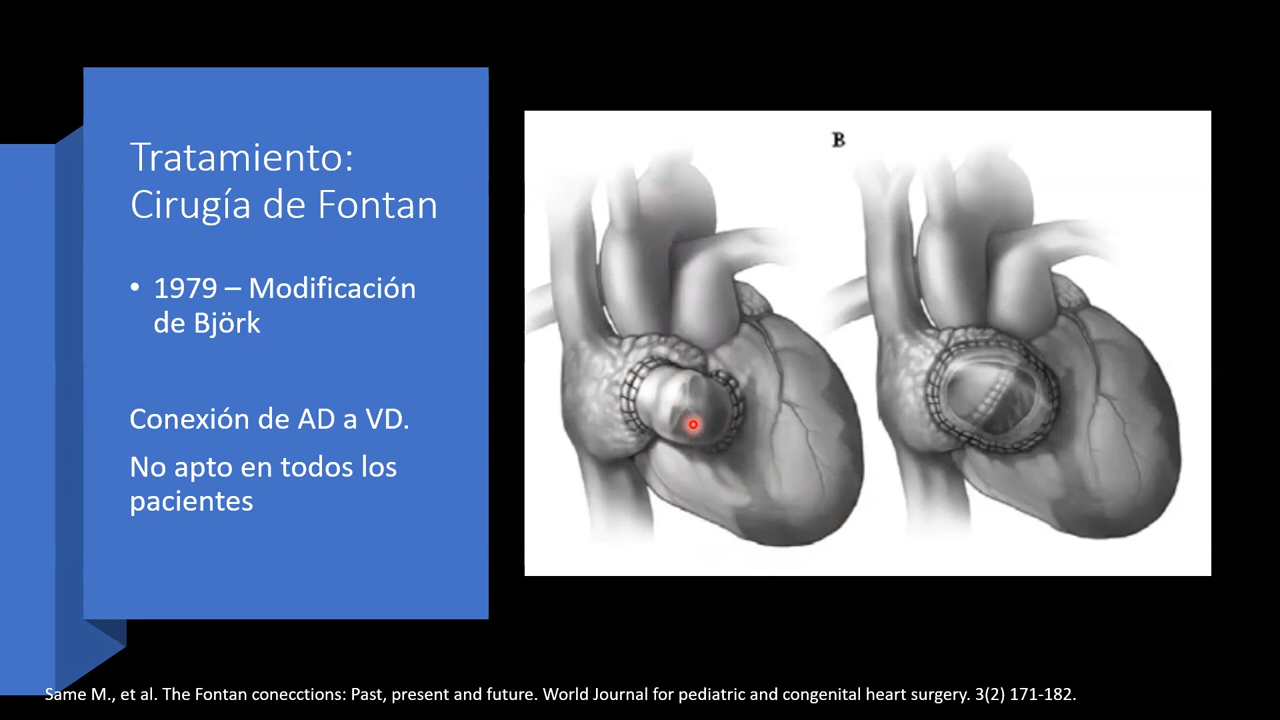 Tratamiento:
Cirugía de Fontan
• 1979 – Modificación
de Björk
Conexión de AD a VD.
No apto en todos los
pacientes
B
Same M., et al. The Fontan conecctions: Past, present and future. World Journal for pediatric and congenital heart surgery. 3(2) 171-182.